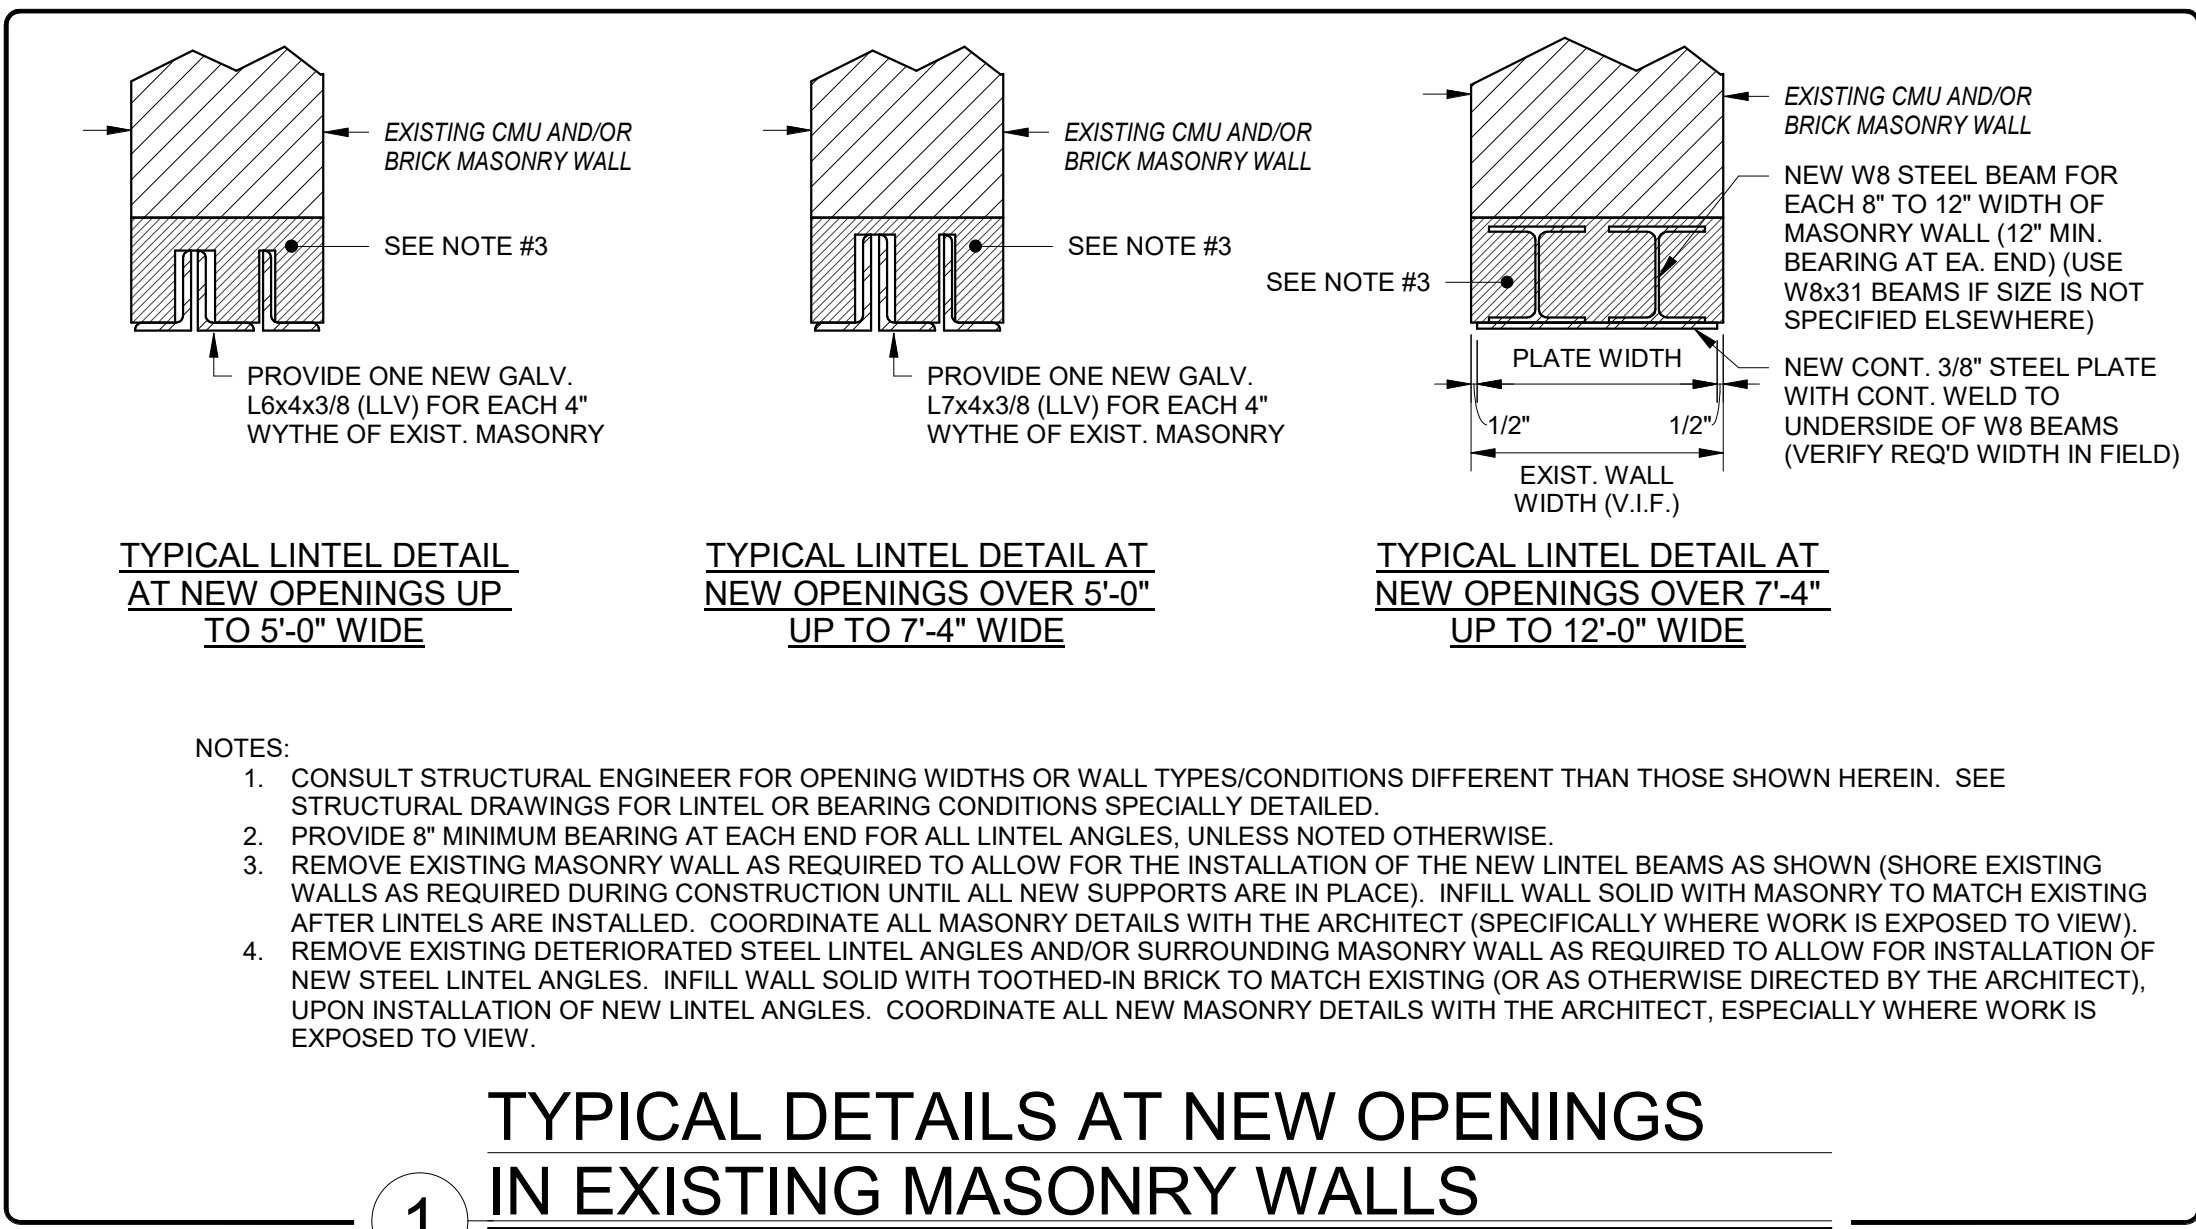 EXISTING CMU AND/OR
BRICK MASONRY WALL
SEE NOTE #3
PROVIDE ONE NEW GALV.
L6x4x3/8 (LLV) FOR EACH 4"
WYTHE OF EXIST. MASONRY
TYPICAL LINTEL DETAIL
AT NEW OPENINGS UP
TO 5'-0" WIDE
EXISTING CMU AND/OR
BRICK MASONRY WALL
SEE NOTE #3
PROVIDE ONE NEW GALV.
L7x4x3/8 (LLV) FOR EACH 4"
WYTHE OF EXIST. MASONRY
TYPICAL LINTEL DETAIL AT
NEW OPENINGS OVER 5'-0"
UP TO 7'-4" WIDE
EXISTING CMU AND/OR
BRICK MASONRY WALL
NEW W8 STEEL BEAM FOR
EACH 8" TO 12" WIDTH OF
MASONRY WALL (12" MIN.
BEARING AT EA. END) (USE
W8x31 BEAMS IF SIZE IS NOT
SPECIFIED ELSEWHERE)
SEE NOTE #3
NEW CONT. 3/8" STEEL PLATE
WITH CONT. WELD TO
UNDERSIDE OF W8 BEAMS
(VERIFY REQ'D WIDTH IN FIELD)
PLATE WIDTH
1/2"
1/2"
EXIST. WALL
WIDTH (V.I.F.)
TYPICAL LINTEL DETAIL AT
NEW OPENINGS OVER 7'-4"
UP TO 12'-0" WIDE
NOTES:
1. CONSULT STRUCTURAL ENGINEER FOR OPENING WIDTHS OR WALL TYPES/CONDITIONS DIFFERENT THAN THOSE SHOWN HEREIN. SEE
STRUCTURAL DRAWINGS FOR LINTEL OR BEARING CONDITIONS SPECIALLY DETAILED.
2. PROVIDE 8" MINIMUM BEARING AT EACH END FOR ALL LINTEL ANGLES, UNLESS NOTED OTHERWISE.
3. REMOVE EXISTING MASONRY WALL AS REQUIRED TO ALLOW FOR THE INSTALLATION OF THE NEW LINTEL BEAMS AS SHOWN (SHORE EXISTING
WALLS AS REQUIRED DURING CONSTRUCTION UNTIL ALL NEW SUPPORTS ARE IN PLACE). INFILL WALL SOLID WITH MASONRY TO MATCH EXISTING
AFTER LINTELS ARE INSTALLED. COORDINATE ALL MASONRY DETAILS WITH THE ARCHITECT (SPECIFICALLY WHERE WORK IS EXPOSED TO VIEW).
4. REMOVE EXISTING DETERIORATED STEEL LINTEL ANGLES AND/OR SURROUNDING MASONRY WALL AS REQUIRED TO ALLOW FOR INSTALLATION OF
NEW STEEL LINTEL ANGLES. INFILL WALL SOLID WITH TOOTHED-IN BRICK TO MATCH EXISTING (OR AS OTHERWISE DIRECTED BY THE ARCHITECT),
UPON INSTALLATION OF NEW LINTEL ANGLES. COORDINATE ALL NEW MASONRY DETAILS WITH THE ARCHITECT, ESPECIALLY WHERE WORK IS
EXPOSED TO VIEW.
TYPICAL DETAILS AT NEW OPENINGS
IN EXISTING MASONRY WALLS
1